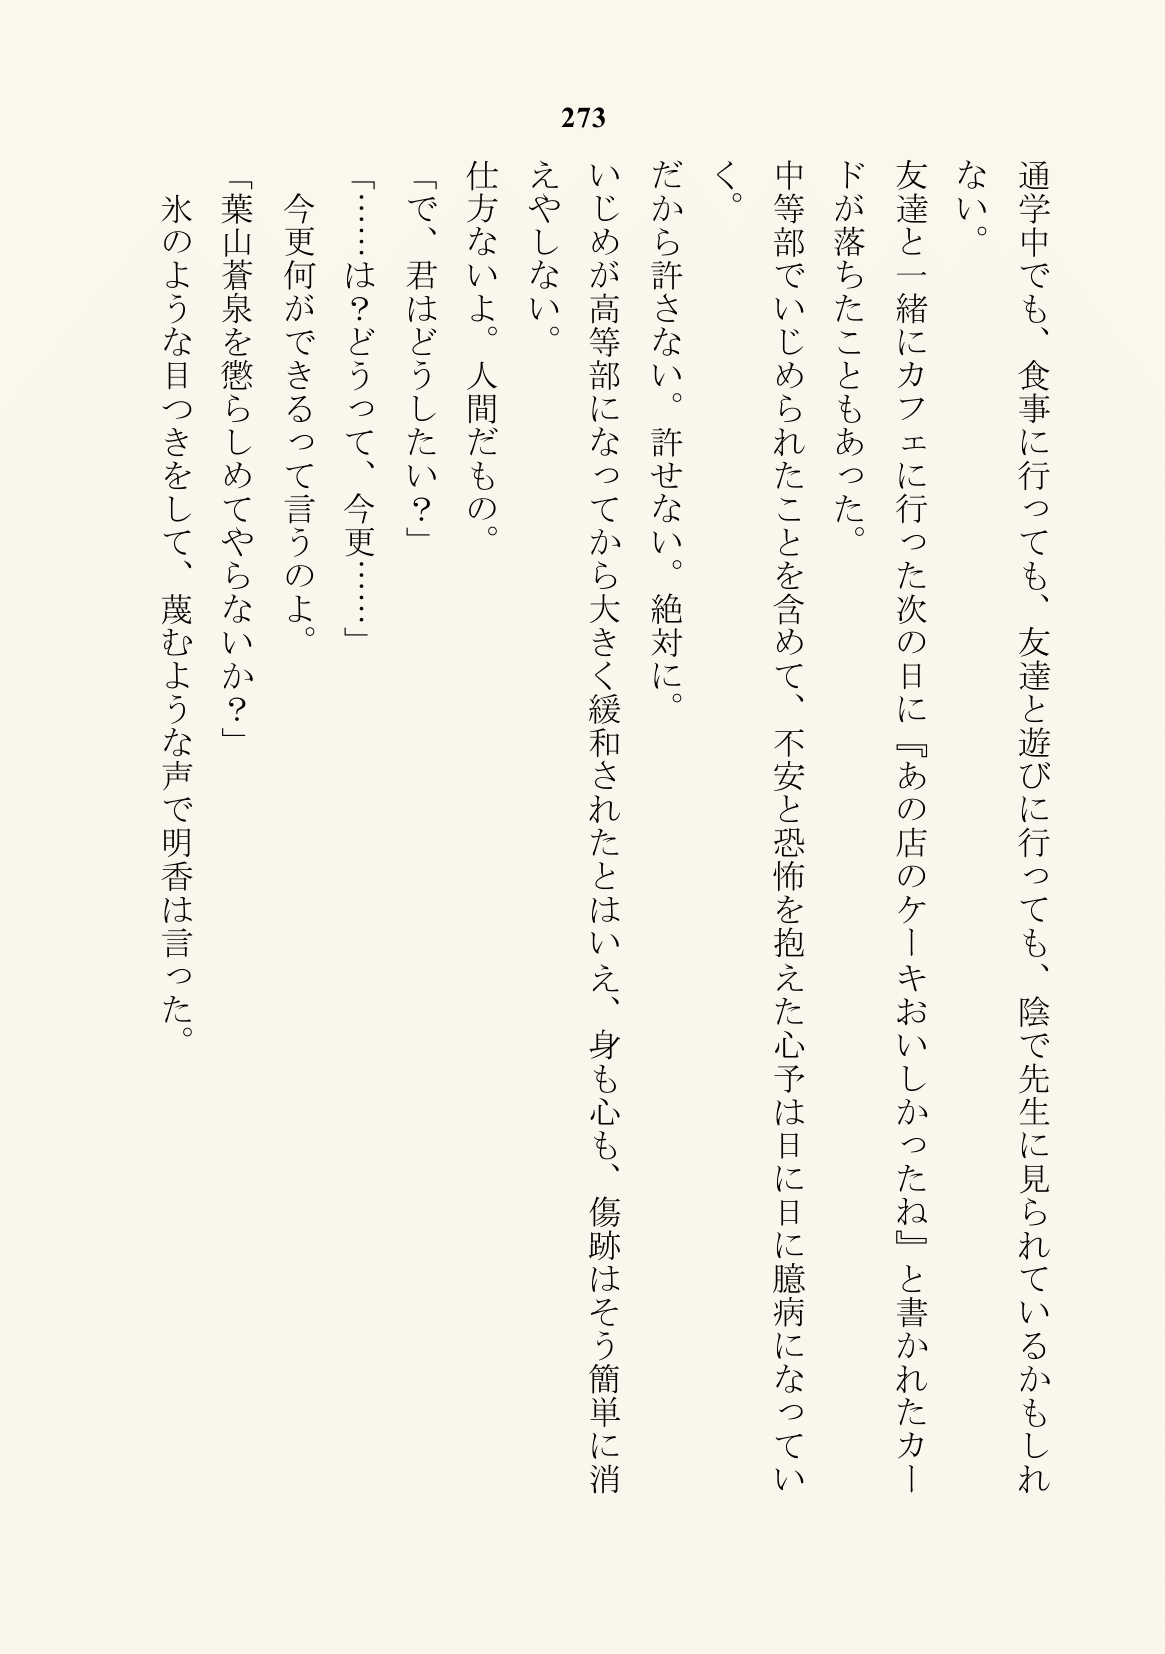 273
通学中でも、食事に行っても、友達と遊びに行っても、陰で先生に見られているかもしれ
ない。
友達と一緒にカフェに行った次の日に『あの店のケーキおいしかったね』と書かれたカー
ドが落ちたこともあった。
中等部でいじめられたことを含めて、不安と恐怖を抱えた心予は日に日に臆病になってい
く。
だから許さない。許せない。絶対に。
いじめが高等部になってから大きく緩和されたとはいえ、身も心も、傷跡はそう簡単に消
えやしない。
仕方ないよ。人間だもの。
「で、君はどうしたい？」
「……は？どうって、今更……」
　今更何ができるって言うのよ。
「葉山蒼泉を懲らしめてやらないか？」
　氷のような目つきをして、蔑むような声で明香は言った。